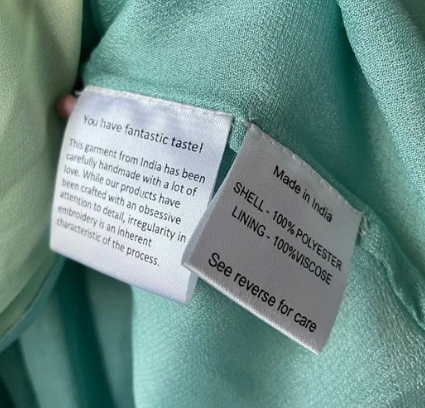 You have fantastic taste!
This garment from India has been
carefully handmade with a lot of
love. While our products have
been crafted with an obsessive
attention to detail, irregularity in
embroidery is an inherent
characteristic of the process.
Made in India
SHELL - 100% POLYESTER
LINING - 100%VISCOSE
See reverse for care